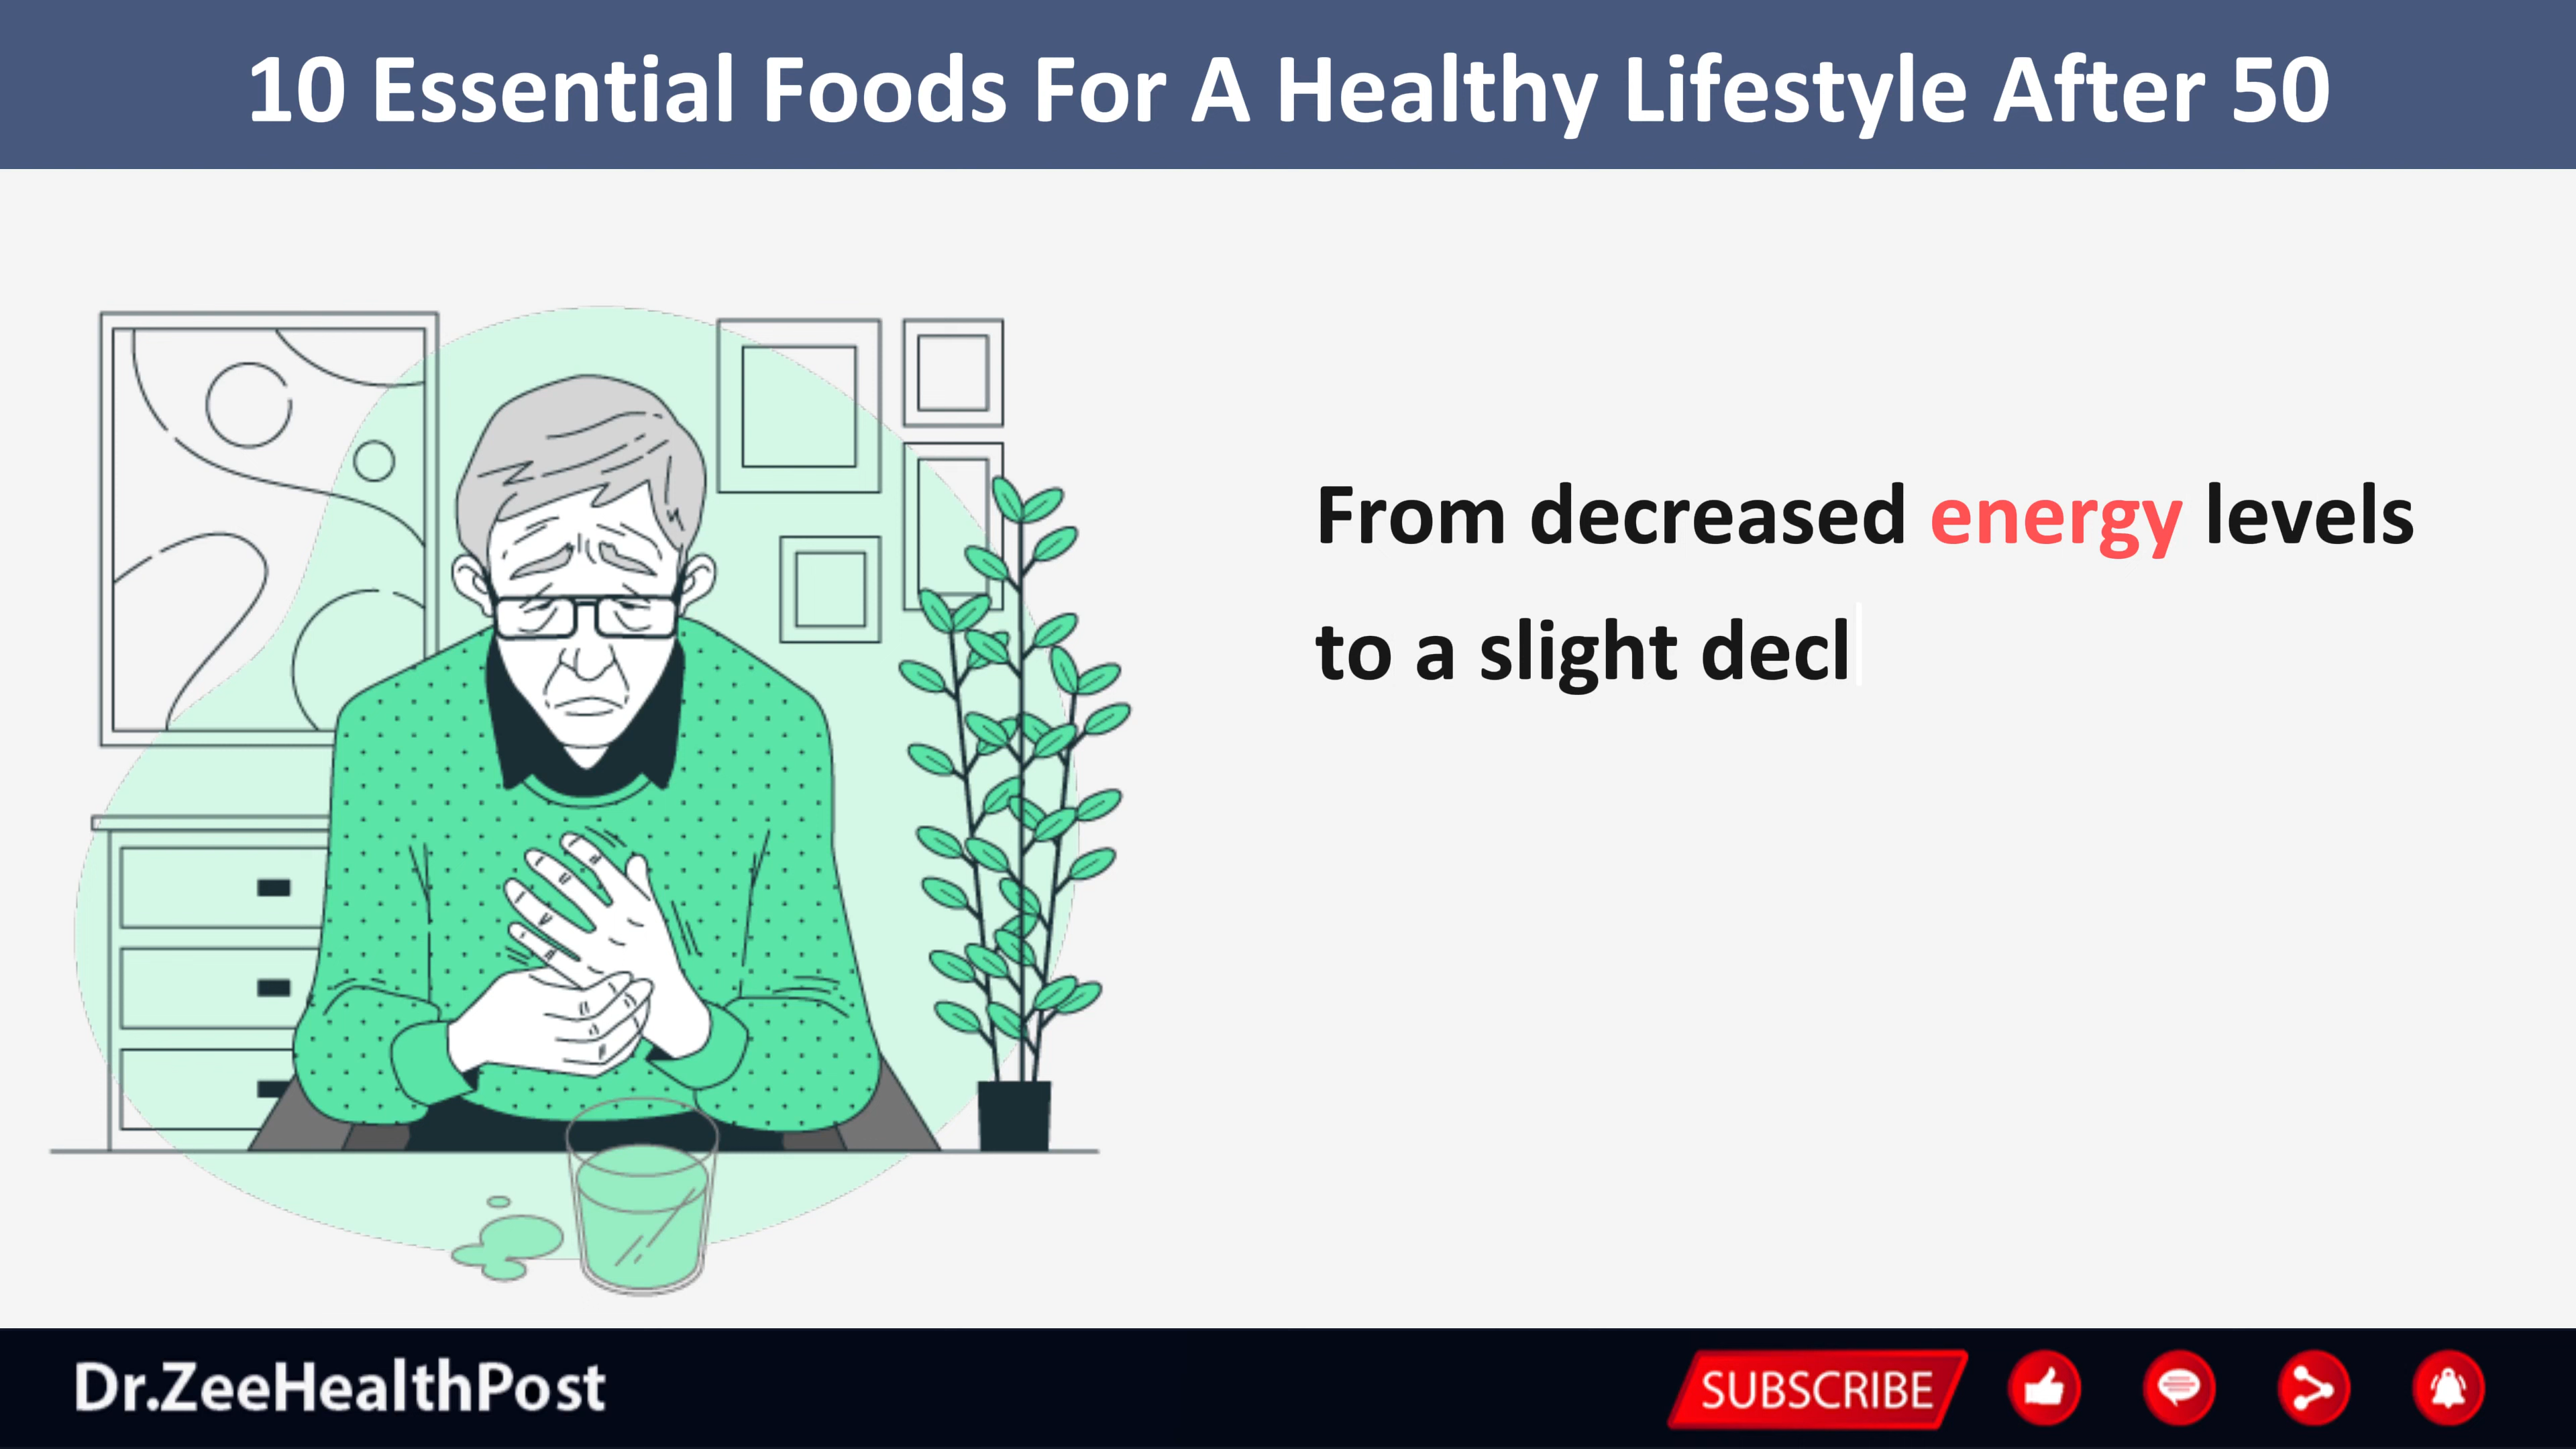 10 Essential Foods For A Healthy Lifestyle After 50
From decreased energy levels
to a slight decl
Dr.ZeeHealthPost
SUBSCRIBE